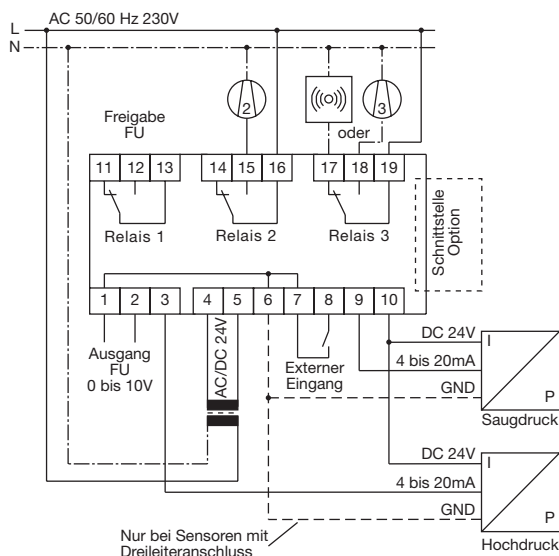 L AC 50/60 Hz 230V
N
2
3
Freigabe
FU
oder
11 12 13 14 15 16 17 18 19
Relais 1 Relais 2 Relais 3
Schnittstelle
Option
1 2 3 4 5 6 7 8 9 10
Ausgang
FU
0 bis 10V
AC/DC 24V
Externer
Eingang
DC 24V
4 bis 20mA
GND
I
P
Saugdruck
DC 24V
4 bis 20mA
GND
I
P
Hochdruck
Nur bei Sensoren mit
Dreileiteranschluss